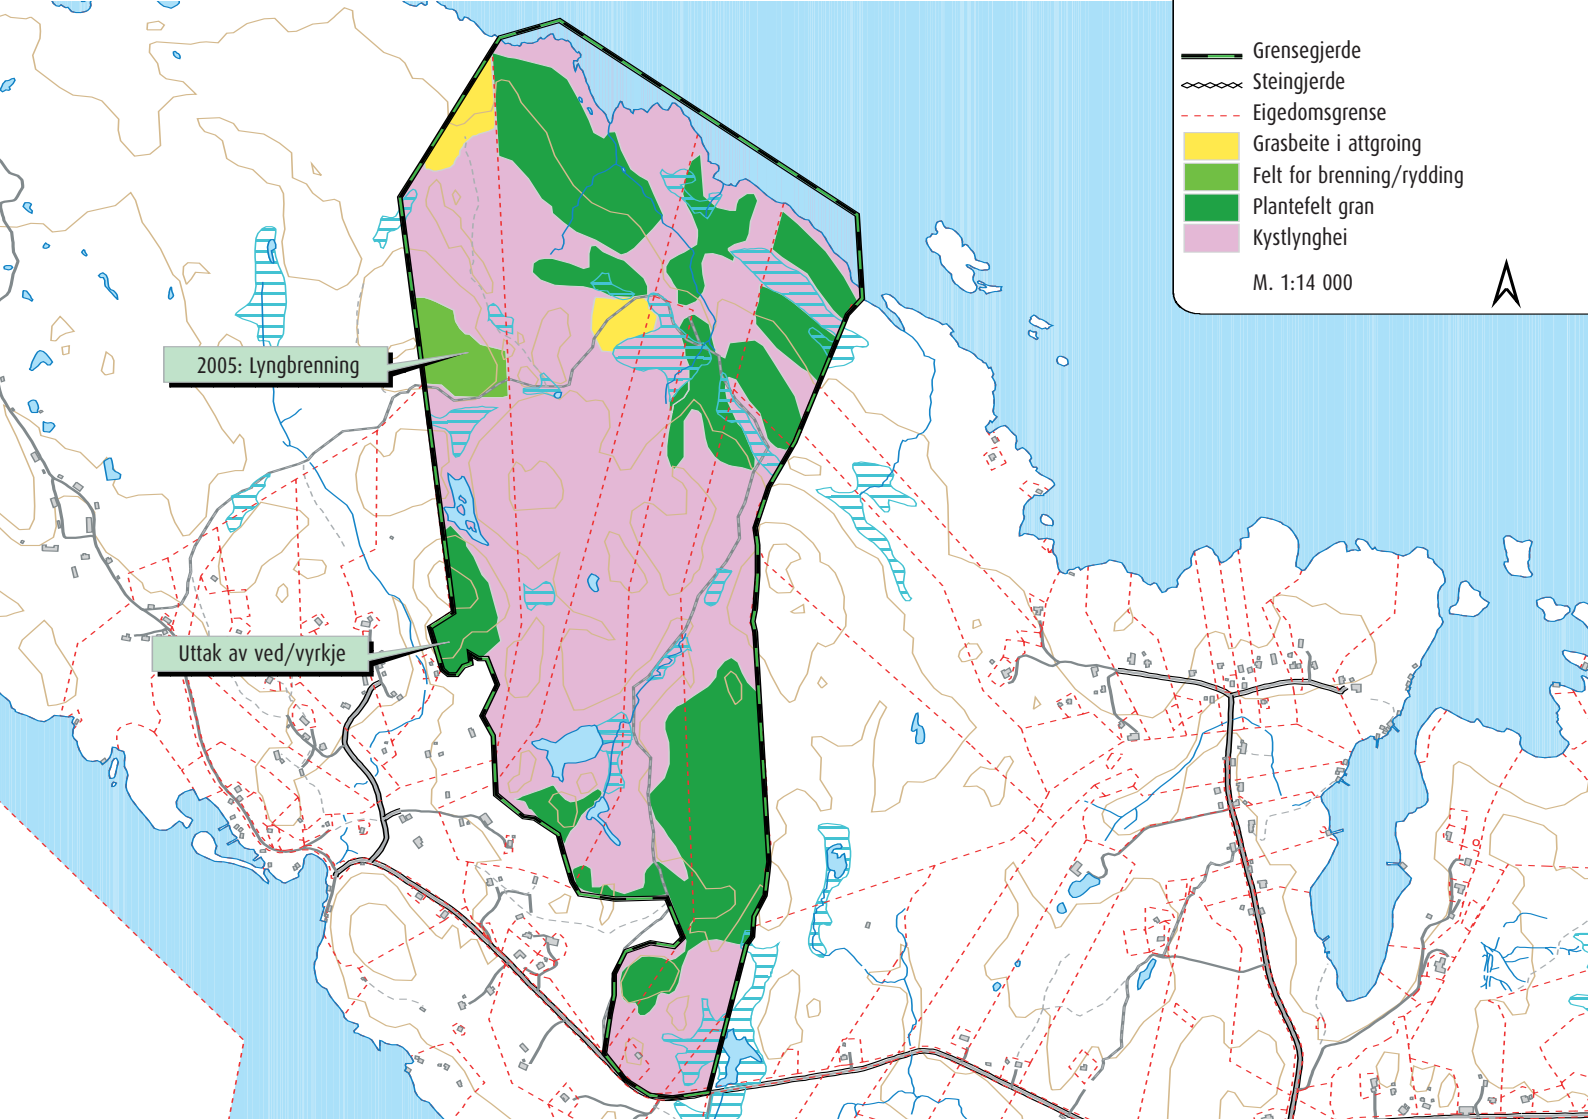 Grensegjerde
Steingjerde
Eigedomsgrense
Grasbeite i attgroing
Felt for brenning/rydding
Plantefelt gran
Kystlynghei
M. 1:14 000
2005: Lyngbrenning
Uttak av ved/vyrkje